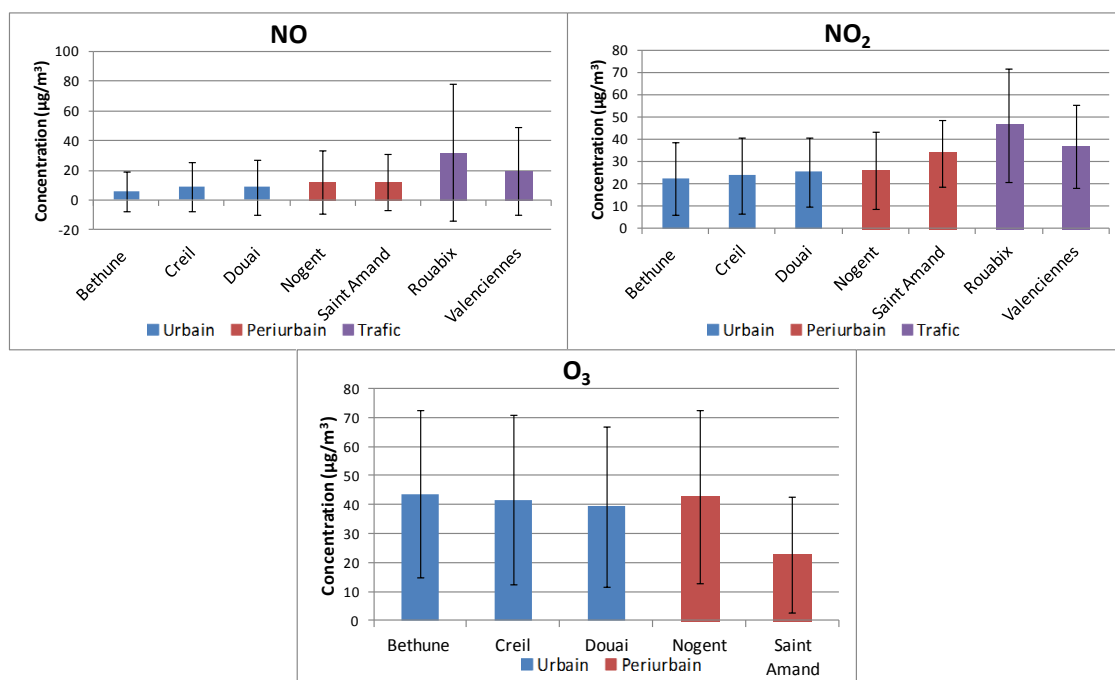 NO
Concentration (µg/m³)
100
80
60
40
20
0
-20
Bethune
Creil
Douai
Nogent
Saint Amand
Rouabix
Valenciennes
Urbain Periurbain Trafic
NO₂
Concentration (µg/m³)
80
70
60
50
40
30
20
10
0
Bethune
Creil
Douai
Nogent
Saint Amand
Rouabix
Valenciennes
Urbain Periurbain Trafic
O₃
Concentration (µg/m³)
80
70
60
50
40
30
20
10
0
Bethune Creil Douai Nogent Saint
Amand
Urbain Periurbain